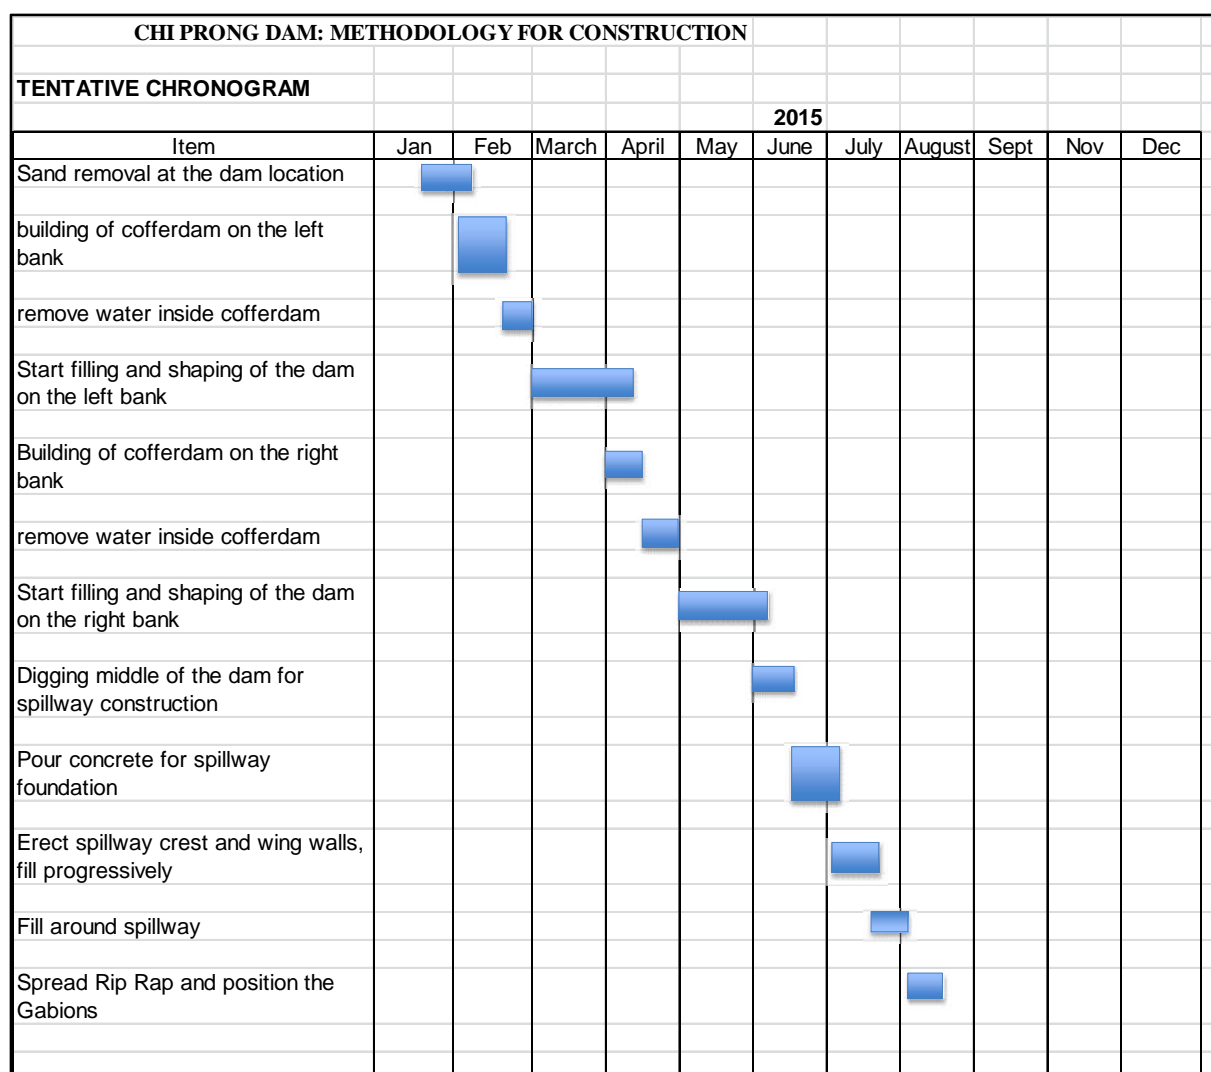 CHI PRONG DAM: METHODOLOGY FOR CONSTRUCTION
TENTATIVE CHRONOGRAM
2015
Item Jan Feb March April May June July August Sept Nov Dec
Sand removal at the dam location
building of cofferdam on the left
bank
remove water inside cofferdam
Start filling and shaping of the dam
on the left bank
Building of cofferdam on the right
bank
remove water inside cofferdam
Start filling and shaping of the dam
on the right bank
Digging middle of the dam for
spillway construction
Pour concrete for spillway
foundation
Erect spillway crest and wing walls,
fill progressively
Fill around spillway
Spread Rip Rap and position the
Gabions